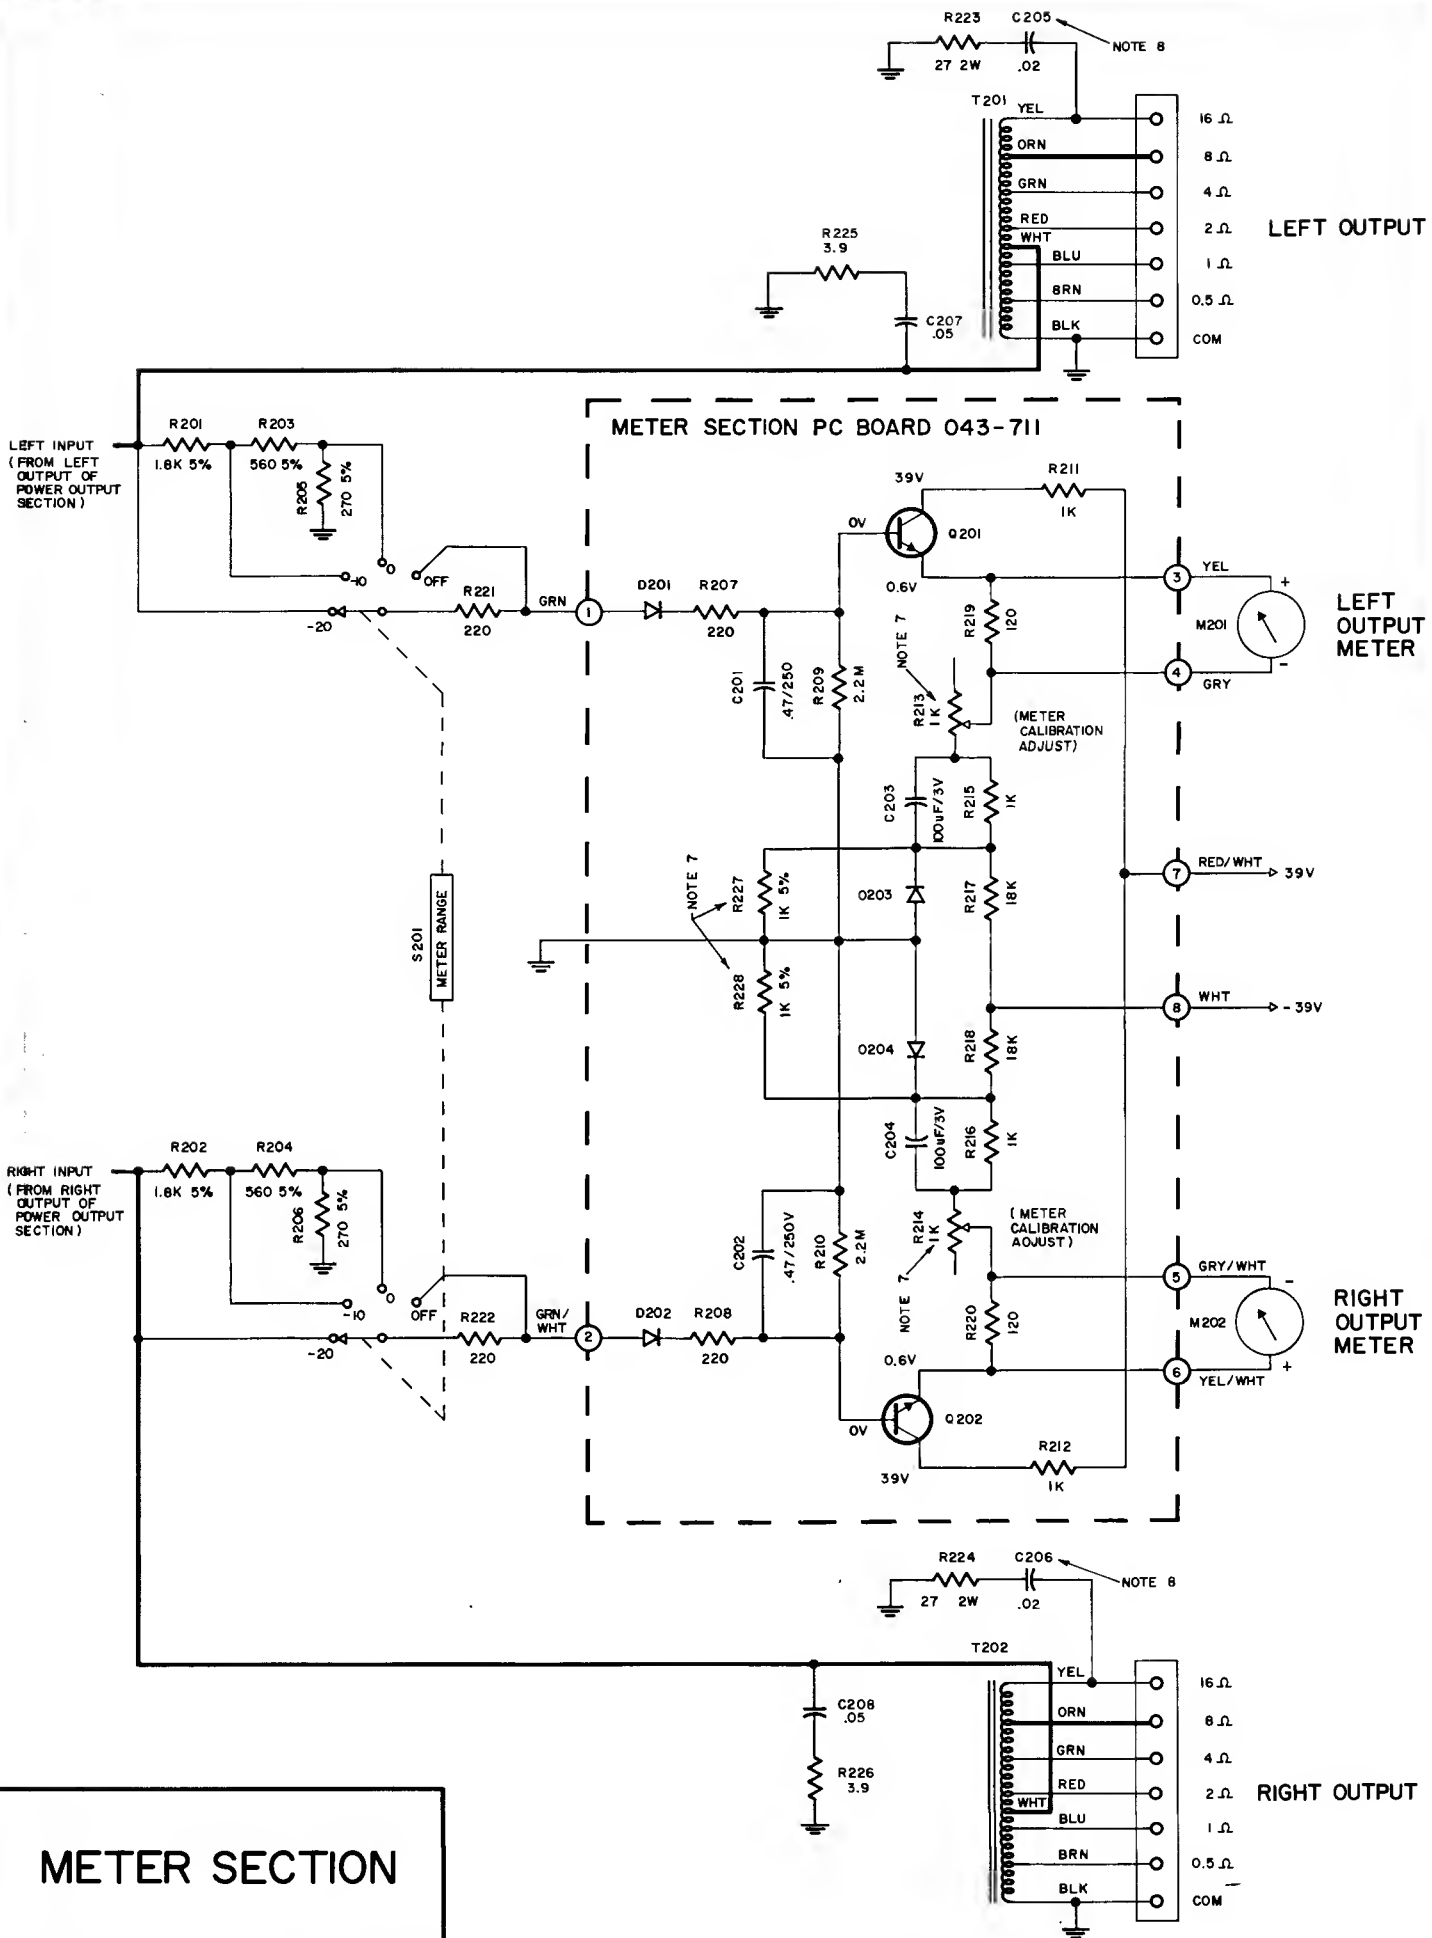 R223 C205
NOTE 8
27 2W .02
T201 YEL
16 Ω
ORN
8 Ω
GRN
4 Ω
RED
2 Ω
LEFT OUTPUT
WHT
BLU
1 Ω
BRN
0.5 Ω
BLK
COM
R225
3.9
C207
.05
METER SECTION PC BOARD 043-711
LEFT INPUT
(FROM LEFT
OUTPUT OF
POWER OUTPUT
SECTION)
R201 R203
1.8K 5% 560 5%
R205
270 5%
-10
0
OFF
-20
R221
220
GRN
1
D201 R207
220
39V
R211
1K
0V
Q201
0.6V
3
YEL
+
R219
120
M201
LEFT
OUTPUT
METER
-
4
GRY
NOTE 7
C201
.47/250
R209
2.2M
R213
1K
(METER
CALIBRATION
ADJUST)
C203
100uF/3V
R215
1K
NOTE 7
R227
1K 5%
D203
R217
18K
7
RED/WHT
39V
S201
METER RANGE
R228
1K 5%
8
WHT
-39V
D204
R218
18K
C204
100uF/3V
R216
1K
RIGHT INPUT
(FROM RIGHT
OUTPUT OF
POWER OUTPUT
SECTION)
R202 R204
1.8K 5% 560 5%
R206
270 5%
-10
0
OFF
-20
R222
220
GRN/
WHT
2
D202 R208
220
C202
.47/250V
R210
2.2M
R214
1K
(METER
CALIBRATION
ADJUST)
NOTE 7
5
GRY/WHT
-
R220
120
M202
RIGHT
OUTPUT
METER
+
6
YEL/WHT
0.6V
0V
Q202
39V
R212
1K
R224 C206
NOTE 8
27 2W .02
T202
YEL
16 Ω
ORN
8 Ω
GRN
4 Ω
RED
2 Ω
RIGHT OUTPUT
WHT
BLU
1 Ω
BRN
0.5 Ω
BLK
COM
C208
.05
R226
3.9
METER SECTION